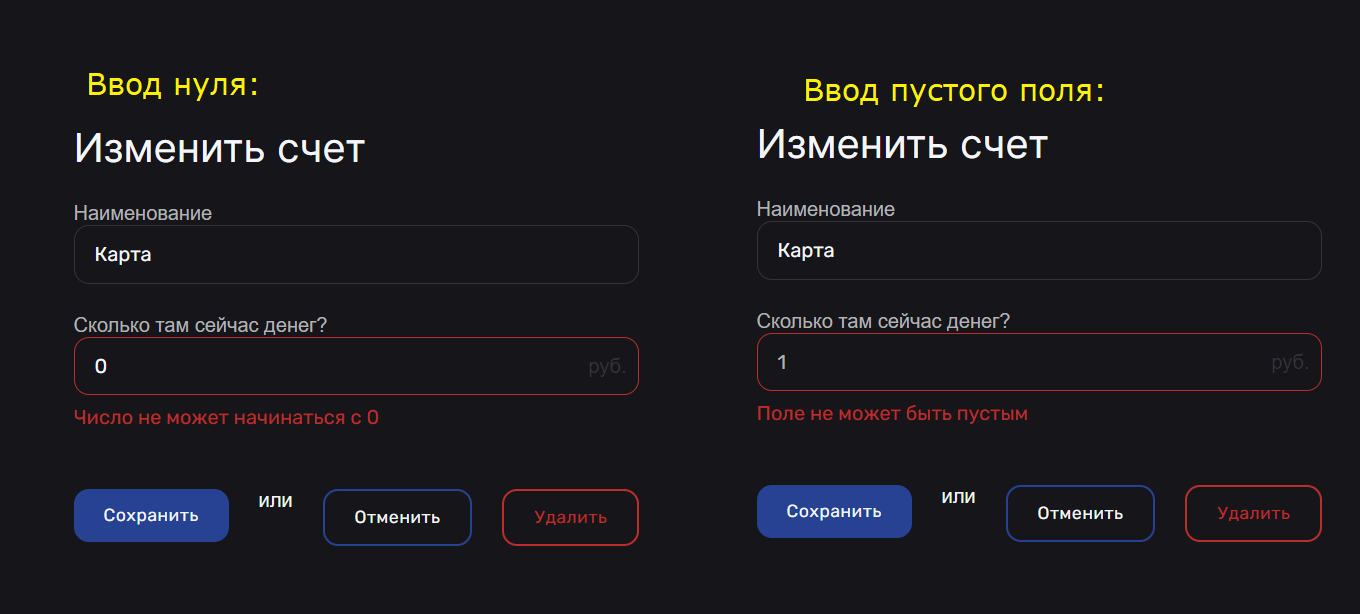 Ввод нуля:
Изменить счет
Наименование
Карта
Сколько там сейчас денег?
0 руб.
Число не может начинаться с 0
Сохранить или Отменить Удалить
Ввод пустого поля:
Изменить счет
Наименование
Карта
Сколько там сейчас денег?
1 руб.
Поле не может быть пустым
Сохранить или Отменить Удалить